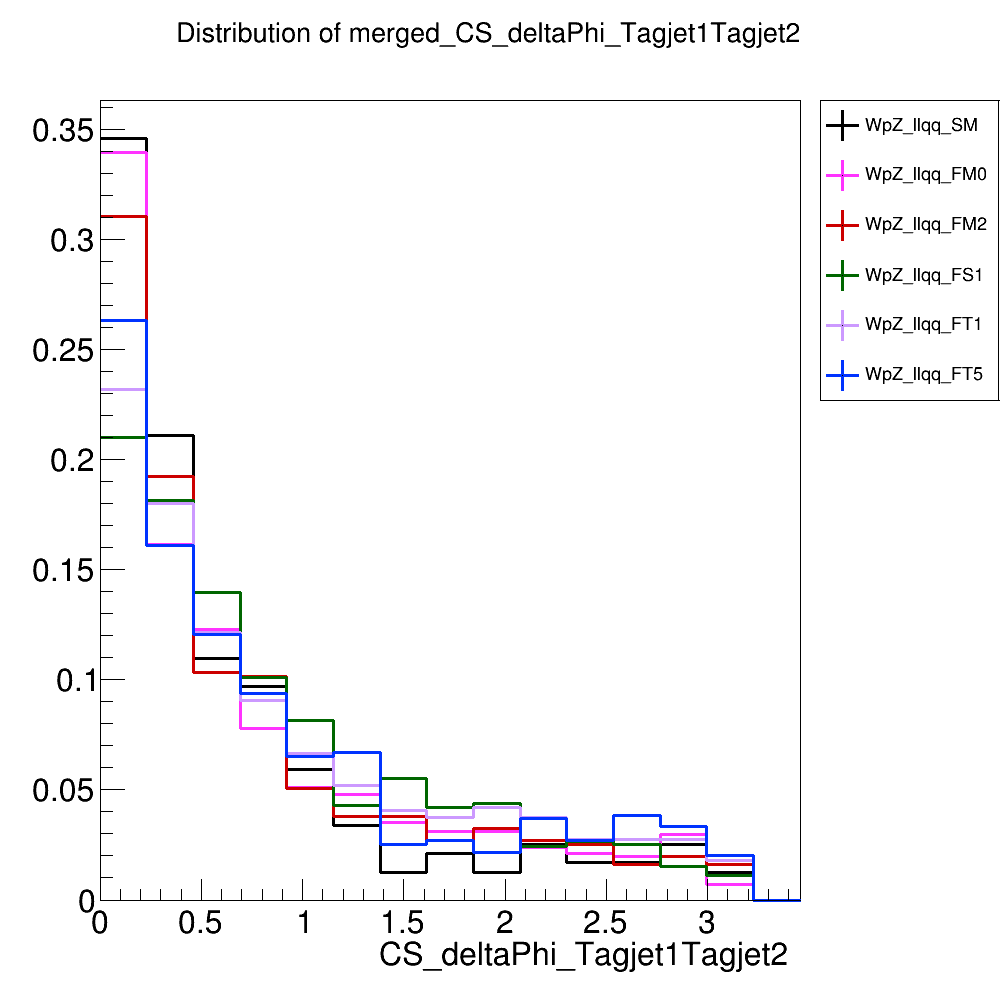 Distribution of merged_CS_deltaPhi_Tagjet1Tagjet2
0.35
0.3
0.25
0.2
0.15
0.1
0.05
0
0 0.5 1 1.5 2 2.5 3
CS_deltaPhi_Tagjet1Tagjet2
WpZ_llqq_SM
WpZ_llqq_FM0
WpZ_llqq_FM2
WpZ_llqq_FS1
WpZ_llqq_FT1
WpZ_llqq_FT5